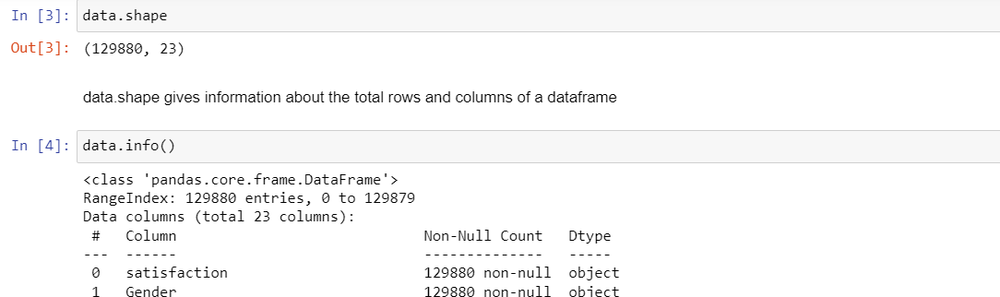 In [3]: data.shape
Out[3]: (129880, 23)
data.shape gives information about the total rows and columns of a dataframe
In [4]: data.info()
<class 'pandas.core.frame.DataFrame'>
RangeIndex: 129880 entries, 0 to 129879
Data columns (total 23 columns):
 #   Column                             Non-Null Count   Dtype
---  ------                             --------------   -----
 0   satisfaction                       129880 non-null  object
 1   Gender                             129880 non-null  object